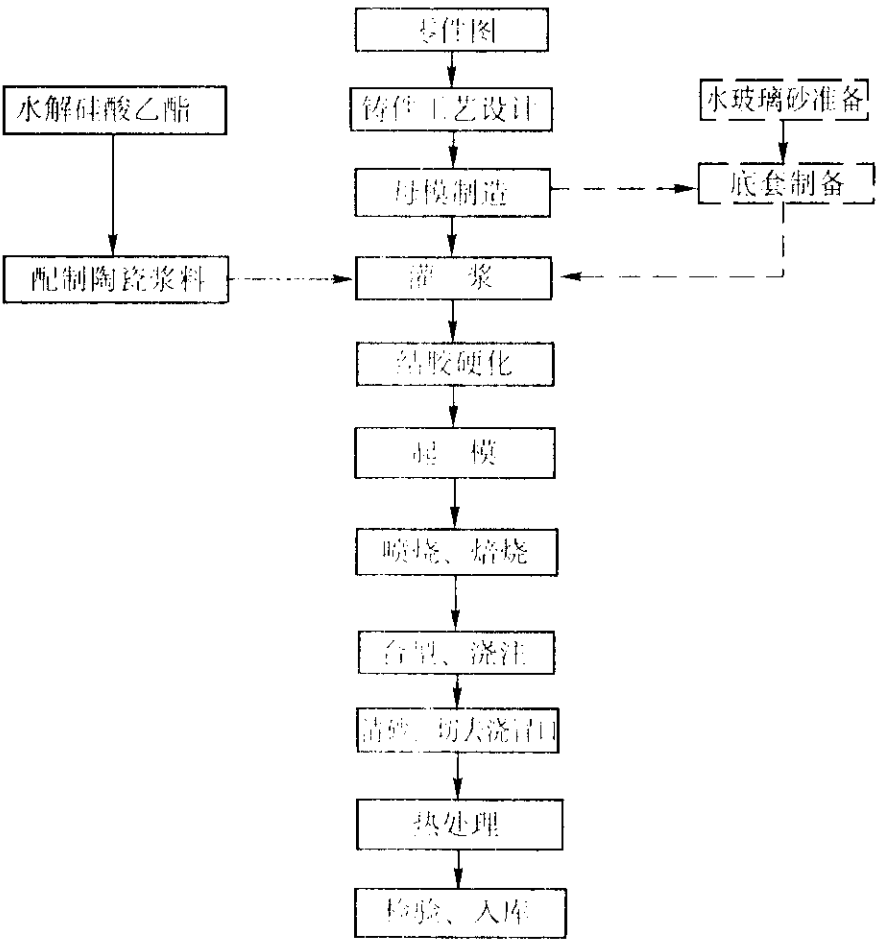 零件图
水解硅酸乙酯
铸件工艺设计
水玻璃砂准备
母模制造
底套制备
配制陶瓷浆料
灌 浆
结胶硬化
起 模
喷烧、焙烧
合型、浇注
清砂、切去浇冒口
热处理
检验、入库